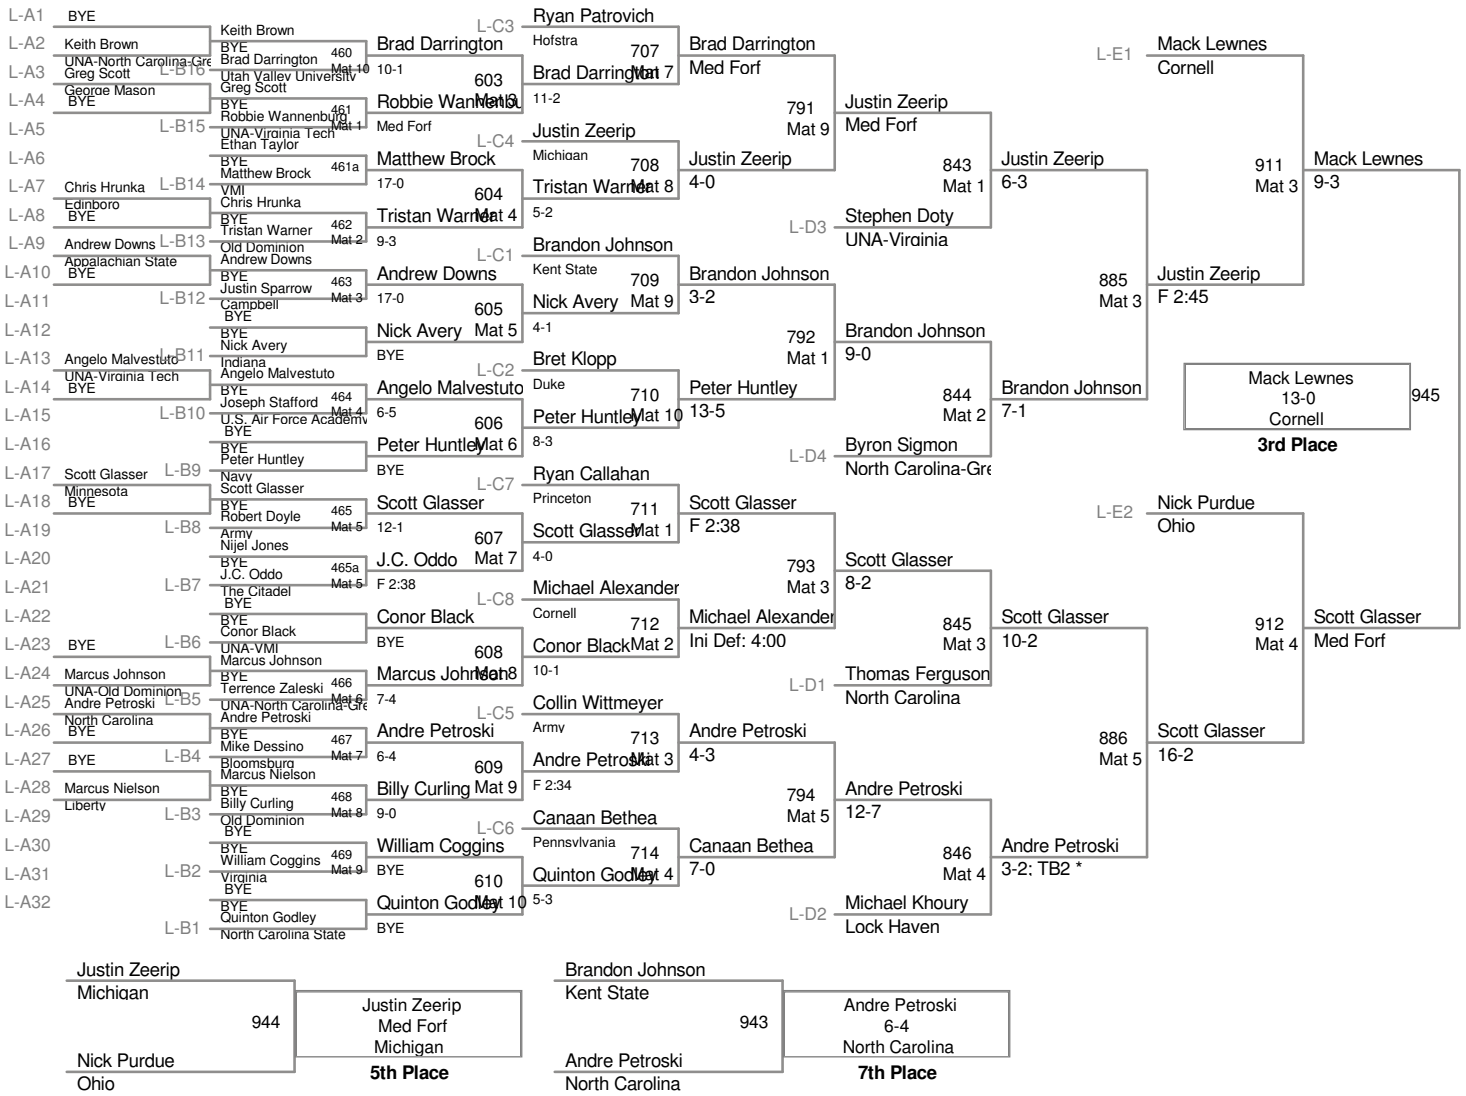 L-A1
BYE
L-A2
Keith Brown
UNA-North Carolina-Gre
L-A3
Greg Scott
George Mason
L-A4
BYE
L-A5
L-A6
L-A7
Chris Hrunka
Edinboro
L-A8
BYE
L-A9
Andrew Downs
Appalachian State
L-A10
BYE
L-A11
L-A12
L-A13
Angelo Malvestuto
UNA-Virginia Tech
L-A14
BYE
L-A15
L-A16
L-A17
Scott Glasser
Minnesota
L-A18
BYE
L-A19
L-A20
L-A21
L-A22
L-A23
BYE
L-A24
Marcus Johnson
UNA-Old Dominion
L-A25
Andre Petroski
North Carolina
L-A26
BYE
L-A27
BYE
L-A28
Marcus Nielson
Liberty
L-A29
L-A30
L-A31
L-A32
Keith Brown
BYE
L-B16
Brad Darrington
Utah Valley University
460
Mat 10
Greg Scott
BYE
L-B15
Robbie Wannenburg
UNA-Virginia Tech
461
Mat 1
Ethan Taylor
BYE
L-B14
Matthew Brock
VMI
461a
Chris Hrunka
BYE
L-B13
Tristan Warner
Old Dominion
462
Mat 2
Andrew Downs
BYE
L-B12
Justin Sparrow
Campbell
463
Mat 3
BYE
BYE
L-B11
Nick Avery
Indiana
Angelo Malvestuto
BYE
L-B10
Joseph Stafford
U.S. Air Force Academy
464
Mat 4
BYE
BYE
L-B9
Peter Huntley
Navy
Scott Glasser
BYE
L-B8
Robert Doyle
Army
465
Mat 5
Nijel Jones
BYE
L-B7
J.C. Oddo
The Citadel
465a
Mat 5
BYE
BYE
L-B6
Conor Black
UNA-VMI
Marcus Johnson
BYE
L-B5
Terrence Zaleski
UNA-North Carolina-Gre
466
Mat 6
Andre Petroski
BYE
L-B4
Mike Dessino
Bloomsburg
467
Mat 7
Marcus Nielson
BYE
L-B3
Billy Curling
Old Dominion
468
Mat 8
BYE
BYE
L-B2
William Coggins
Virginia
469
Mat 9
BYE
BYE
L-B1
Quinton Godley
North Carolina State
Brad Darrington
10-1
603
Mat 3
Robbie Wannenbu
Med Forf
Matthew Brock
17-0
604
Mat 4
Tristan Warner
9-3
Andrew Downs
17-0
605
Mat 5
Nick Avery
BYE
Angelo Malvestuto
6-5
606
Mat 6
Peter Huntley
BYE
Scott Glasser
12-1
607
Mat 7
J.C. Oddo
F 2:38
Conor Black
BYE
608
Mat 8
Marcus Johnson
7-4
Andre Petroski
6-4
609
Mat 9
Billy Curling
9-0
William Coggins
BYE
610
Mat 10
Quinton Godley
BYE
L-C3
Ryan Patrovich
Hofstra
707
Mat 7
Brad Darrington
11-2
L-C4
Justin Zeerip
Michigan
708
Mat 8
Tristan Warner
5-2
L-C1
Brandon Johnson
Kent State
709
Mat 9
Nick Avery
4-1
L-C2
Bret Klopp
Duke
710
Mat 10
Peter Huntley
8-3
L-C7
Ryan Callahan
Princeton
711
Mat 1
Scott Glasser
4-0
L-C8
Michael Alexander
Cornell
712
Mat 2
Conor Black
10-1
L-C5
Collin Wittmeyer
Army
713
Mat 3
Andre Petroski
F 2:34
L-C6
Canaan Bethea
Pennsylvania
714
Mat 4
Quinton Godley
5-3
Brad Darrington
Med Forf
791
Mat 9
Justin Zeerip
4-0
Brandon Johnson
3-2
792
Mat 1
Peter Huntley
13-5
Scott Glasser
F 2:38
793
Mat 3
Michael Alexander
Inj Def: 4:00
Andre Petroski
4-3
794
Mat 5
Canaan Bethea
7-0
Justin Zeerip
Med Forf
843
Mat 1
L-D3
Stephen Doty
UNA-Virginia
Brandon Johnson
9-0
844
Mat 2
L-D4
Byron Sigmon
North Carolina-Gre
Scott Glasser
8-2
845
Mat 3
L-D1
Thomas Ferguson
North Carolina
Andre Petroski
12-7
846
Mat 4
L-D2
Michael Khoury
Lock Haven
Justin Zeerip
6-3
885
Mat 3
Brandon Johnson
7-1
Scott Glasser
10-2
886
Mat 5
Andre Petroski
3-2; TB2 *
L-E1
Mack Lewnes
Cornell
911
Mat 3
Justin Zeerip
F 2:45
L-E2
Nick Purdue
Ohio
912
Mat 4
Scott Glasser
16-2
Mack Lewnes
9-3
Scott Glasser
Med Forf
945
Mack Lewnes
13-0
Cornell
3rd Place
Justin Zeerip
Michigan
944
Nick Purdue
Ohio
Justin Zeerip
Med Forf
Michigan
5th Place
Brandon Johnson
Kent State
943
Andre Petroski
North Carolina
Andre Petroski
6-4
North Carolina
7th Place